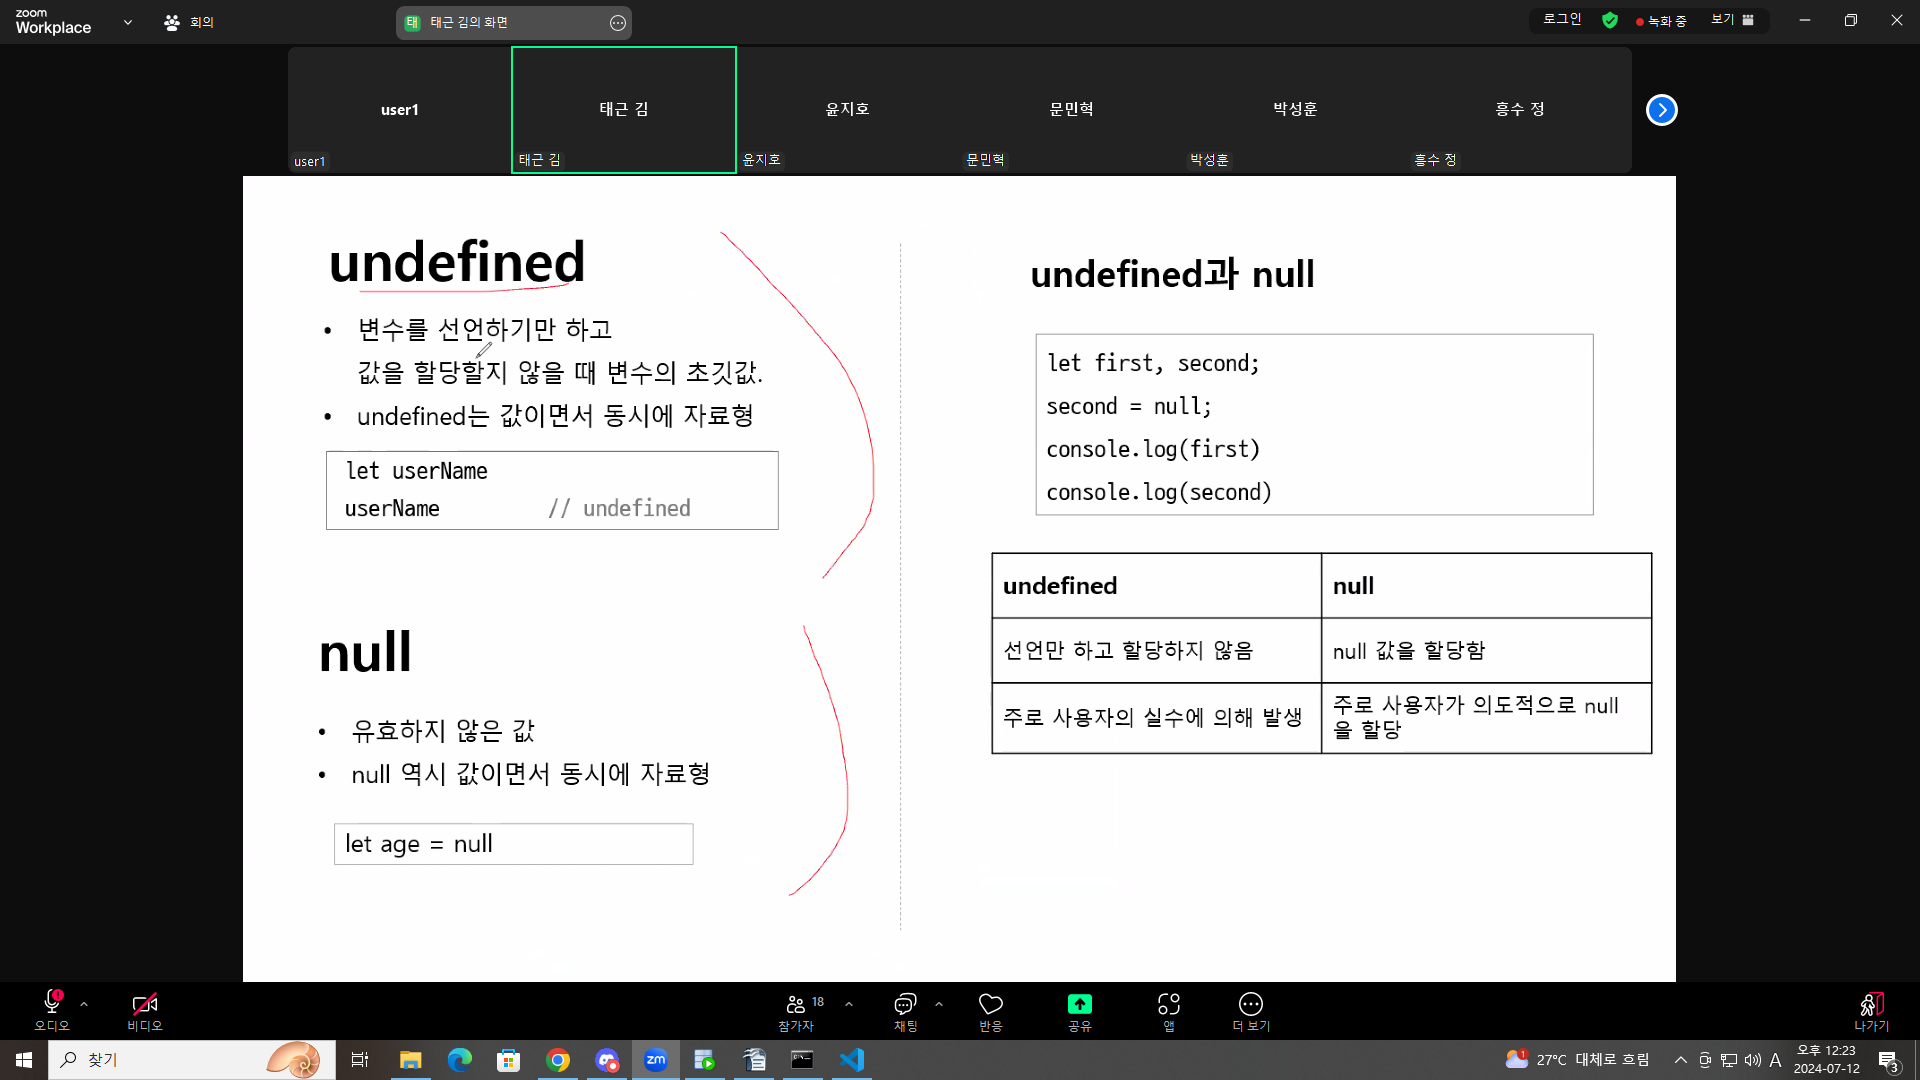 zoom
Workplace
회의
태
태근 김의 화면
로그인
녹화 중
보기
user1
태근 김
윤지호
문민혁
박성훈
흥수 정
user1
태근 김
윤지호
문민혁
박성훈
흥수 정
undefined
• 변수를 선언하기만 하고
값을 할당할지 않을 때 변수의 초깃값.
• undefined는 값이면서 동시에 자료형
let userName
userName // undefined
null
• 유효하지 않은 값
• null 역시 값이면서 동시에 자료형
let age = null
undefined과 null
let first, second;
second = null;
console.log(first)
console.log(second)
undefined
null
선언만 하고 할당하지 않음
null 값을 할당함
주로 사용자의 실수에 의해 발생
주로 사용자가 의도적으로 null
을 할당
오디오
비디오
18
참가자
채팅
반응
공유
앱
더 보기
나가기
찾기
zm
1
27°C 대체로 흐림
A
오후 12:23
2024-07-12
3